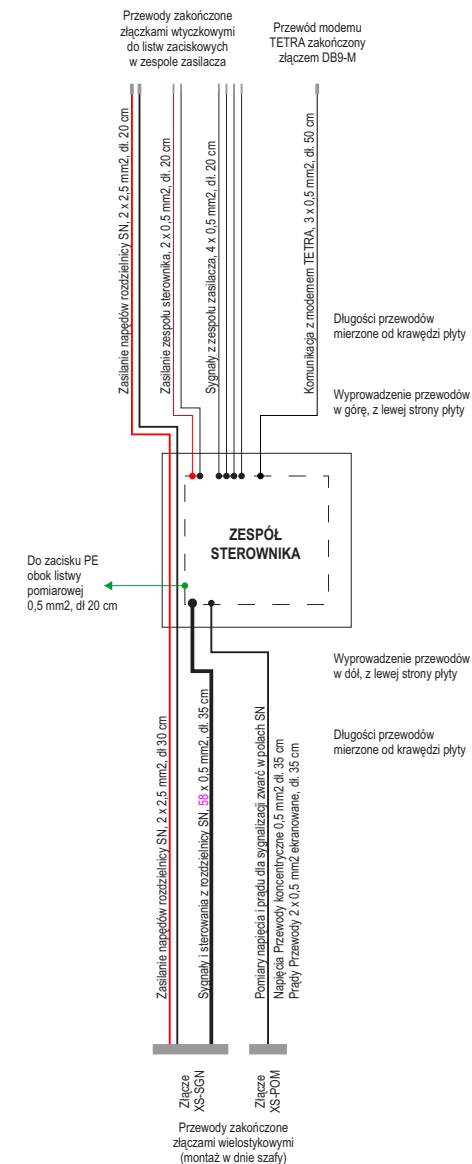 Przewody zakończone
złączkami wtyczkowymi
do listw zaciskowych
w zespole zasilacza
Przewód modemu
TETRA zakończony
złączem DB9-M
Zasilanie napędów rozdzielnicy SN, 2 x 2,5 mm2, dł. 20 cm
Zasilanie zespołu sterownika, 2 x 0,5 mm2, dł. 20 cm
Sygnały z zespołu zasilacza, 4 x 0,5 mm2, dł. 20 cm
Komunikacja z modemem TETRA, 3 x 0,5 mm2, dł. 50 cm
Długości przewodów
mierzone od krawędzi płyty
Wyprowadzenie przewodów
w górę, z lewej strony płyty
ZESPÓŁ
STEROWNIKA
Do zacisku PE
obok listwy
pomiarowej
0,5 mm2, dł 20 cm
Wyprowadzenie przewodów
w dół, z lewej strony płyty
Długości przewodów
mierzone od krawędzi płyty
Zasilanie napędów rozdzielnicy SN, 2 x 2,5 mm2, dł 30 cm
Sygnały i sterowania z rozdzielnicy SN, 58 x 0,5 mm2, dł. 35 cm
Pomiary napięcia i prądu dla sygnalizacji zwarć w polach SN
Napięcia Przewody koncentryczne 0,5 mm2 dł. 35 cm
Prądy Przewody 2 x 0,5 mm2 ekranowane, dł. 35 cm
Złącze
XS-SGN
Złącze
XS-POM
Przewody zakończone
złączami wielostykowymi
(montaż w dnie szafy)